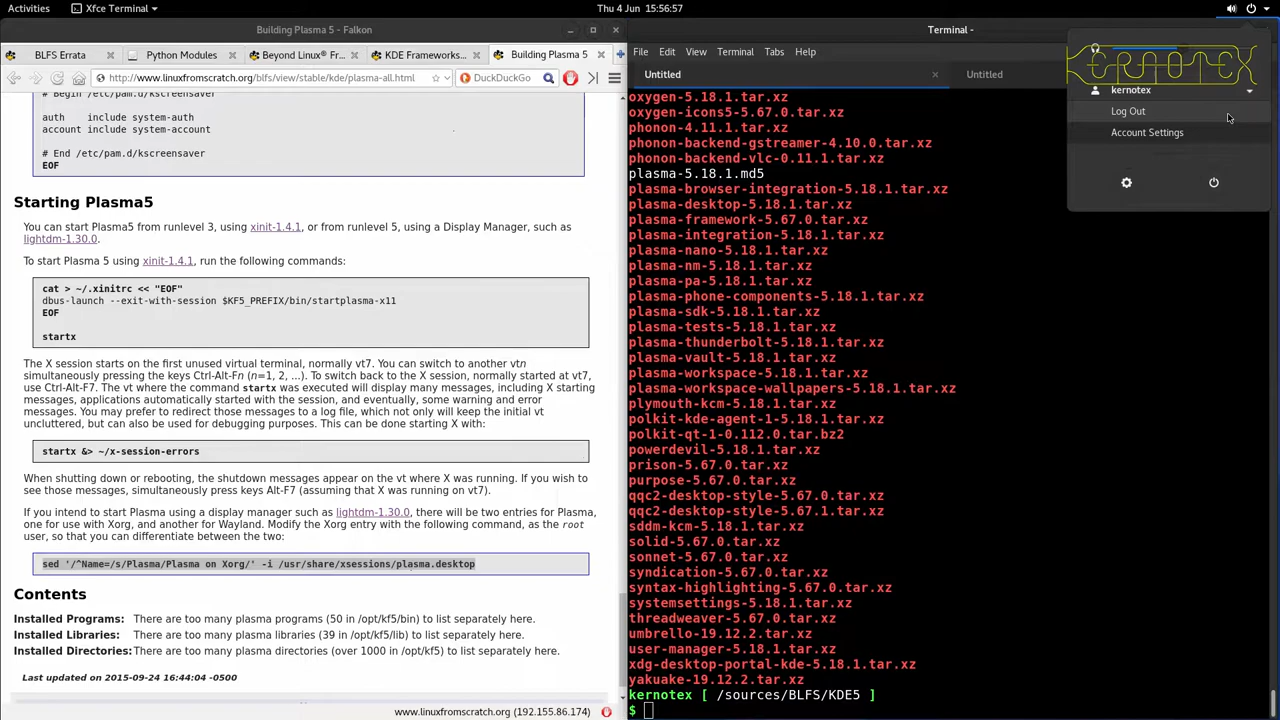 Activities
Xfce Terminal
Thu 4 Jun 15:56:57
Building Plasma 5 - Falkon
BLFS Errata
Python Modules
Beyond Linux® Fr...
KDE Frameworks...
Building Plasma 5
http://www.linuxfromscratch.org/blfs/view/stable/kde/plasma-all.html
DuckDuckGo
# Begin /etc/pam.d/kscreensaver
auth    include system-auth
account include system-account
# End /etc/pam.d/kscreensaver
EOF
Starting Plasma5
You can start Plasma5 from runlevel 3, using xinit-1.4.1, or from runlevel 5, using a Display Manager, such as
lightdm-1.30.0.
To start Plasma 5 using xinit-1.4.1, run the following commands:
cat > ~/.xinitrc << "EOF"
dbus-launch --exit-with-session $KF5_PREFIX/bin/startplasma-x11
EOF
startx
The X session starts on the first unused virtual terminal, normally vt7. You can switch to another vtn
simultaneously pressing the keys Ctrl-Alt-Fn (n=1, 2, ...). To switch back to the X session, normally started at vt7,
use Ctrl-Alt-F7. The vt where the command startx was executed will display many messages, including X starting
messages, applications automatically started with the session, and eventually, some warning and error
messages. You may prefer to redirect those messages to a log file, which not only will keep the initial vt
uncluttered, but can also be used for debugging purposes. This can be done starting X with:
startx &> ~/x-session-errors
When shutting down or rebooting, the shutdown messages appear on the vt where X was running. If you wish to
see those messages, simultaneously press keys Alt-F7 (assuming that X was running on vt7).
If you intend to start Plasma using a display manager such as lightdm-1.30.0, there will be two entries for Plasma,
one for use with Xorg, and another for Wayland. Modify the Xorg entry with the following command, as the root
user, so that you can differentiate between the two:
sed '/^Name=/s/Plasma/Plasma on Xorg/' -i /usr/share/xsessions/plasma.desktop
Contents
Installed Programs: There are too many plasma programs (50 in /opt/kf5/bin) to list separately here.
Installed Libraries: There are too many plasma libraries (39 in /opt/kf5/lib) to list separately here.
Installed Directories: There are too many plasma directories (over 1000 in /opt/kf5) to list separately here.
Last updated on 2015-09-24 16:44:04 -0500
www.linuxfromscratch.org (192.155.86.174)
Terminal -
File Edit View Terminal Tabs Help
Untitled
Untitled
oxygen-5.18.1.tar.xz
oxygen-icons5-5.67.0.tar.xz
phonon-4.11.1.tar.xz
phonon-backend-gstreamer-4.10.0.tar.xz
phonon-backend-vlc-0.11.1.tar.xz
plasma-5.18.1.md5
plasma-browser-integration-5.18.1.tar.xz
plasma-desktop-5.18.1.tar.xz
plasma-framework-5.67.0.tar.xz
plasma-integration-5.18.1.tar.xz
plasma-nano-5.18.1.tar.xz
plasma-nm-5.18.1.tar.xz
plasma-pa-5.18.1.tar.xz
plasma-phone-components-5.18.1.tar.xz
plasma-sdk-5.18.1.tar.xz
plasma-tests-5.18.1.tar.xz
plasma-thunderbolt-5.18.1.tar.xz
plasma-vault-5.18.1.tar.xz
plasma-workspace-5.18.1.tar.xz
plasma-workspace-wallpapers-5.18.1.tar.xz
plymouth-kcm-5.18.1.tar.xz
polkit-kde-agent-1-5.18.1.tar.xz
polkit-qt-1-0.112.0.tar.bz2
powerdevil-5.18.1.tar.xz
prison-5.67.0.tar.xz
purpose-5.67.0.tar.xz
qqc2-desktop-style-5.67.0.tar.xz
qqc2-desktop-style-5.67.1.tar.xz
sddm-kcm-5.18.1.tar.xz
solid-5.67.0.tar.xz
sonnet-5.67.0.tar.xz
syndication-5.67.0.tar.xz
syntax-highlighting-5.67.0.tar.xz
systemsettings-5.18.1.tar.xz
threadweaver-5.67.0.tar.xz
umbrello-19.12.2.tar.xz
user-manager-5.18.1.tar.xz
xdg-desktop-portal-kde-5.18.1.tar.xz
yakuake-19.12.2.tar.xz
kernotex [ /sources/BLFS/KDE5 ]
$
KERNOTEX
kernotex
Log Out
Account Settings